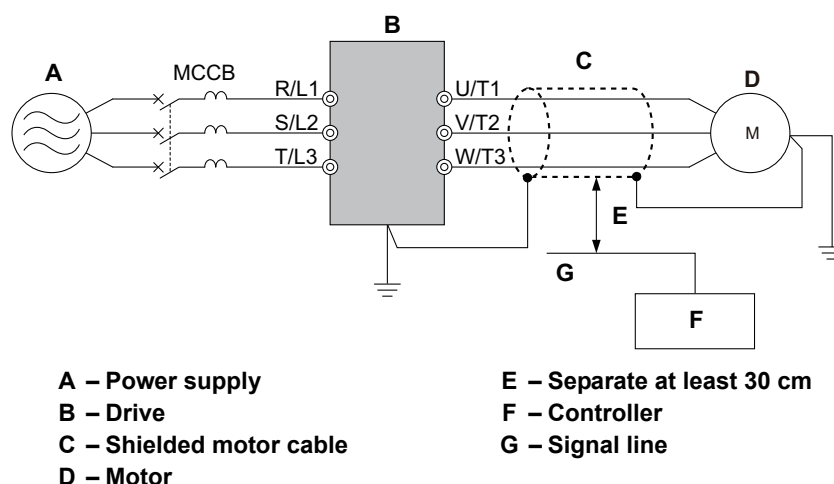 B
A
C
D
MCCB
R/L1
U/T1
S/L2
V/T2
M
T/L3
W/T3
E
G
F
A – Power supply
B – Drive
C – Shielded motor cable
D – Motor
E – Separate at least 30 cm
F – Controller
G – Signal line